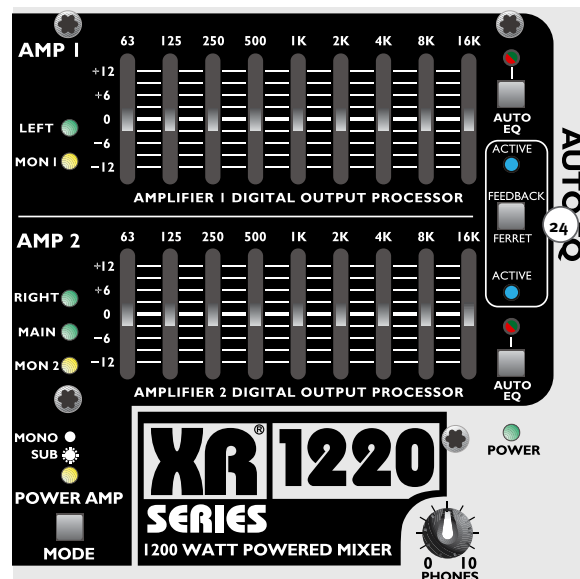 AMP 1
63 125 250 500 1K 2K 4K 8K 16K
+12
+6
0
−6
−12
LEFT
MON 1
AMPLIFIER 1 DIGITAL OUTPUT PROCESSOR
AUTO
EQ
ACTIVE
FEEDBACK
FERRET
ACTIVE
24
AUTO EQ
AMP 2
63 125 250 500 1K 2K 4K 8K 16K
+12
+6
0
−6
−12
RIGHT
MAIN
MON 2
AMPLIFIER 2 DIGITAL OUTPUT PROCESSOR
AUTO
EQ
MONO
SUB
POWER AMP
MODE
XR® 1220
SERIES
1200 WATT POWERED MIXER
POWER
0 10
PHONES